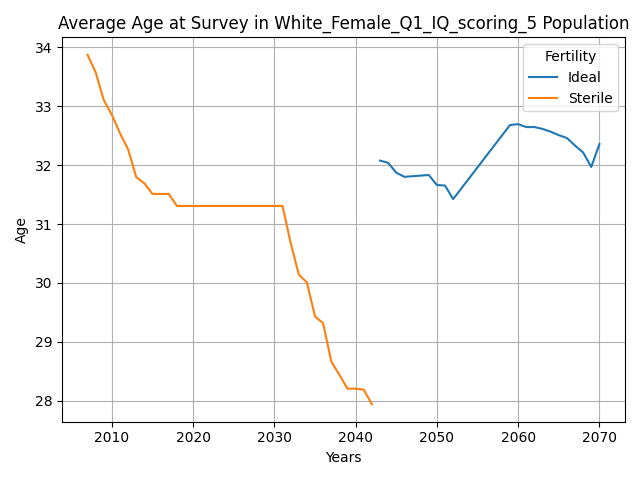 Average Age at Survey in White_Female_Q1_IQ_scoring_5 Population
Fertility
Ideal
Sterile
34
33
32
31
30
29
28
Age
2010 2020 2030 2040 2050 2060 2070
Years